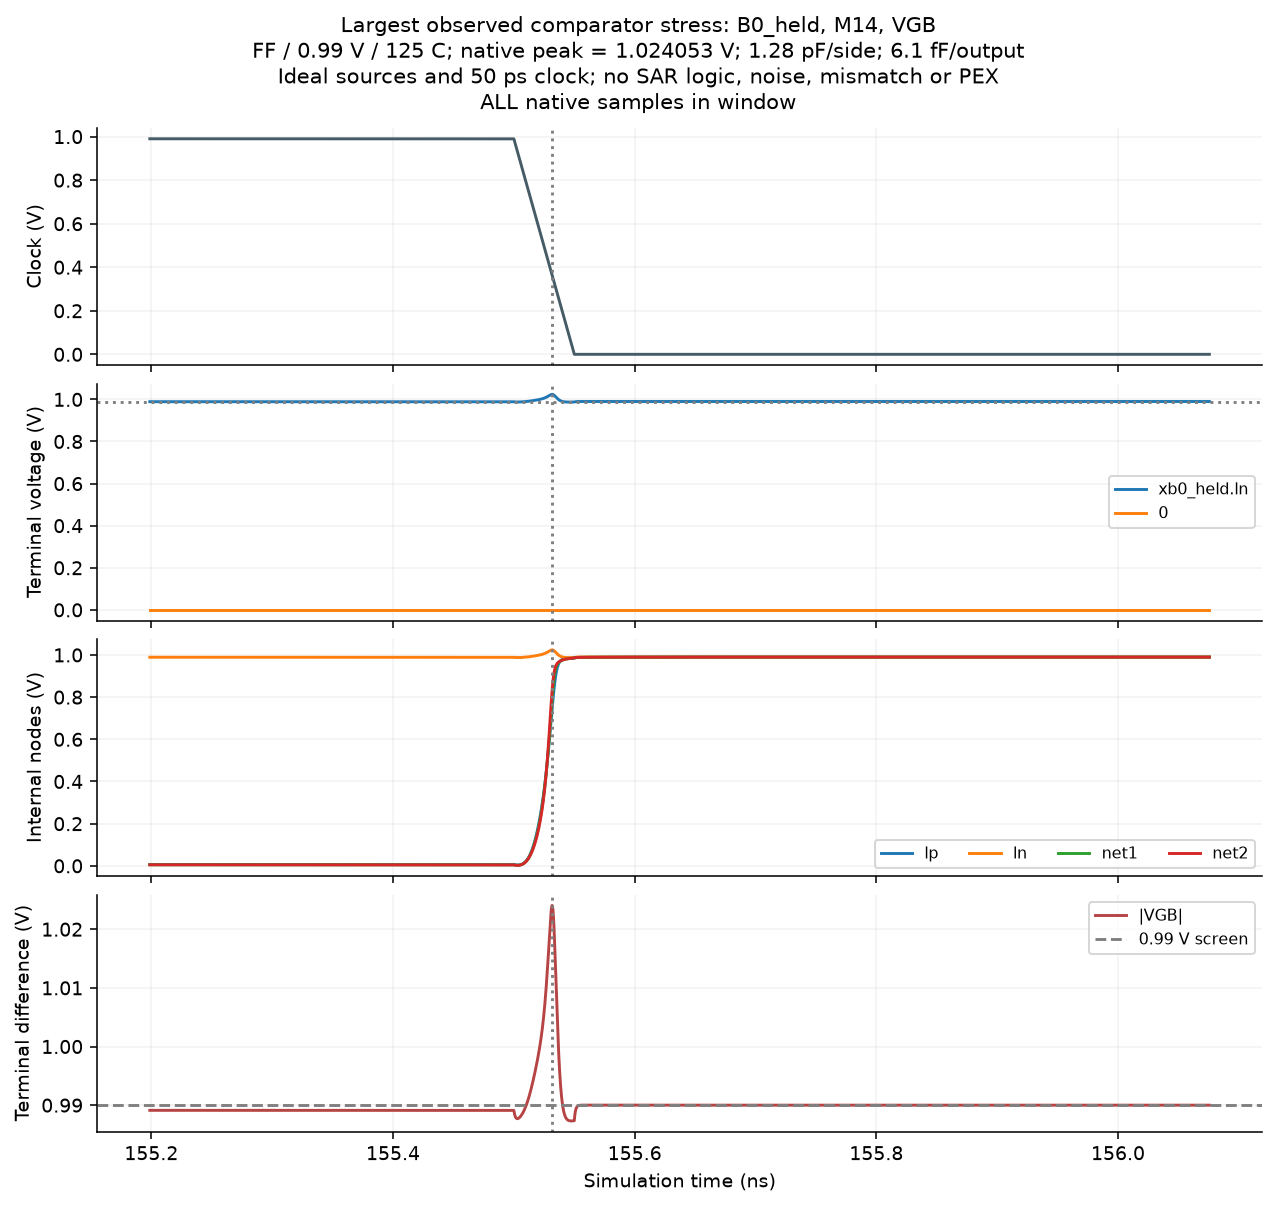 Largest observed comparator stress: B0_held, M14, VGB
FF / 0.99 V / 125 C; native peak = 1.024053 V; 1.28 pF/side; 6.1 fF/output
Ideal sources and 50 ps clock; no SAR logic, noise, mismatch or PEX
ALL native samples in window
Clock (V)
1.0
0.8
0.6
0.4
0.2
0.0
Terminal voltage (V)
1.0
0.8
0.6
0.4
0.2
0.0
xb0_held.ln
0
Internal nodes (V)
1.0
0.8
0.6
0.4
0.2
0.0
lp ln net1 net2
Terminal difference (V)
1.02
1.01
1.00
0.99
|VGB|
0.99 V screen
155.2 155.4 155.6 155.8 156.0
Simulation time (ns)